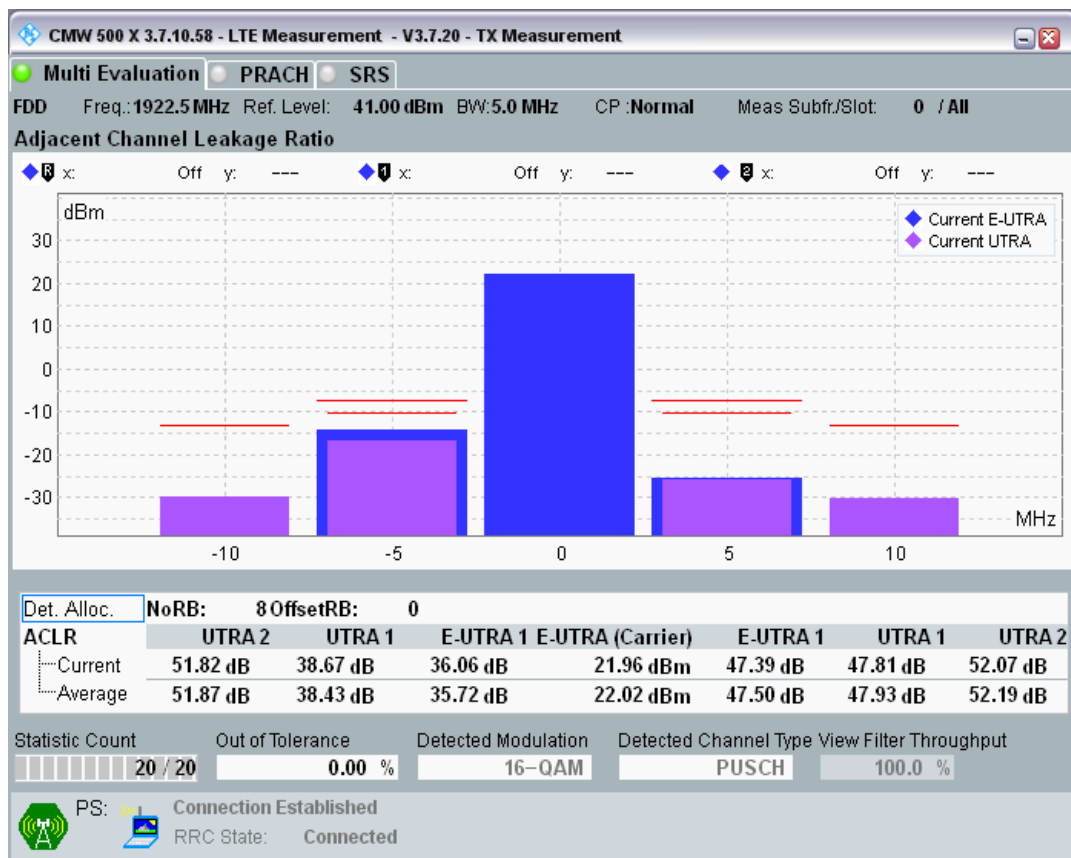 CMW 500 X 3.7.10.58 - LTE Measurement - V3.7.20 - TX Measurement
Multi Evaluation PRACH SRS
FDD Freq.:1922.5 MHz Ref. Level: 41.00 dBm BW:5.0 MHz CP :Normal Meas Subfr./Slot: 0 / All
Adjacent Channel Leakage Ratio
R x: Off y: --- 1 x: Off y: --- 2 x: Off y: ---
dBm
Current E-UTRA
Current UTRA
30
20
10
0
-10
-20
-30
MHz
-10 -5 0 5 10
Det. Alloc. NoRB: 8 OffsetRB: 0
ACLR UTRA 2 UTRA 1 E-UTRA 1 E-UTRA (Carrier) E-UTRA 1 UTRA 1 UTRA 2
Current 51.82 dB 38.67 dB 36.06 dB 21.96 dBm 47.39 dB 47.81 dB 52.07 dB
Average 51.87 dB 38.43 dB 35.72 dB 22.02 dBm 47.50 dB 47.93 dB 52.19 dB
Statistic Count Out of Tolerance Detected Modulation Detected Channel Type View Filter Throughput
20 / 20 0.00 % 16-QAM PUSCH 100.0 %
PS: Connection Established
RRC State: Connected